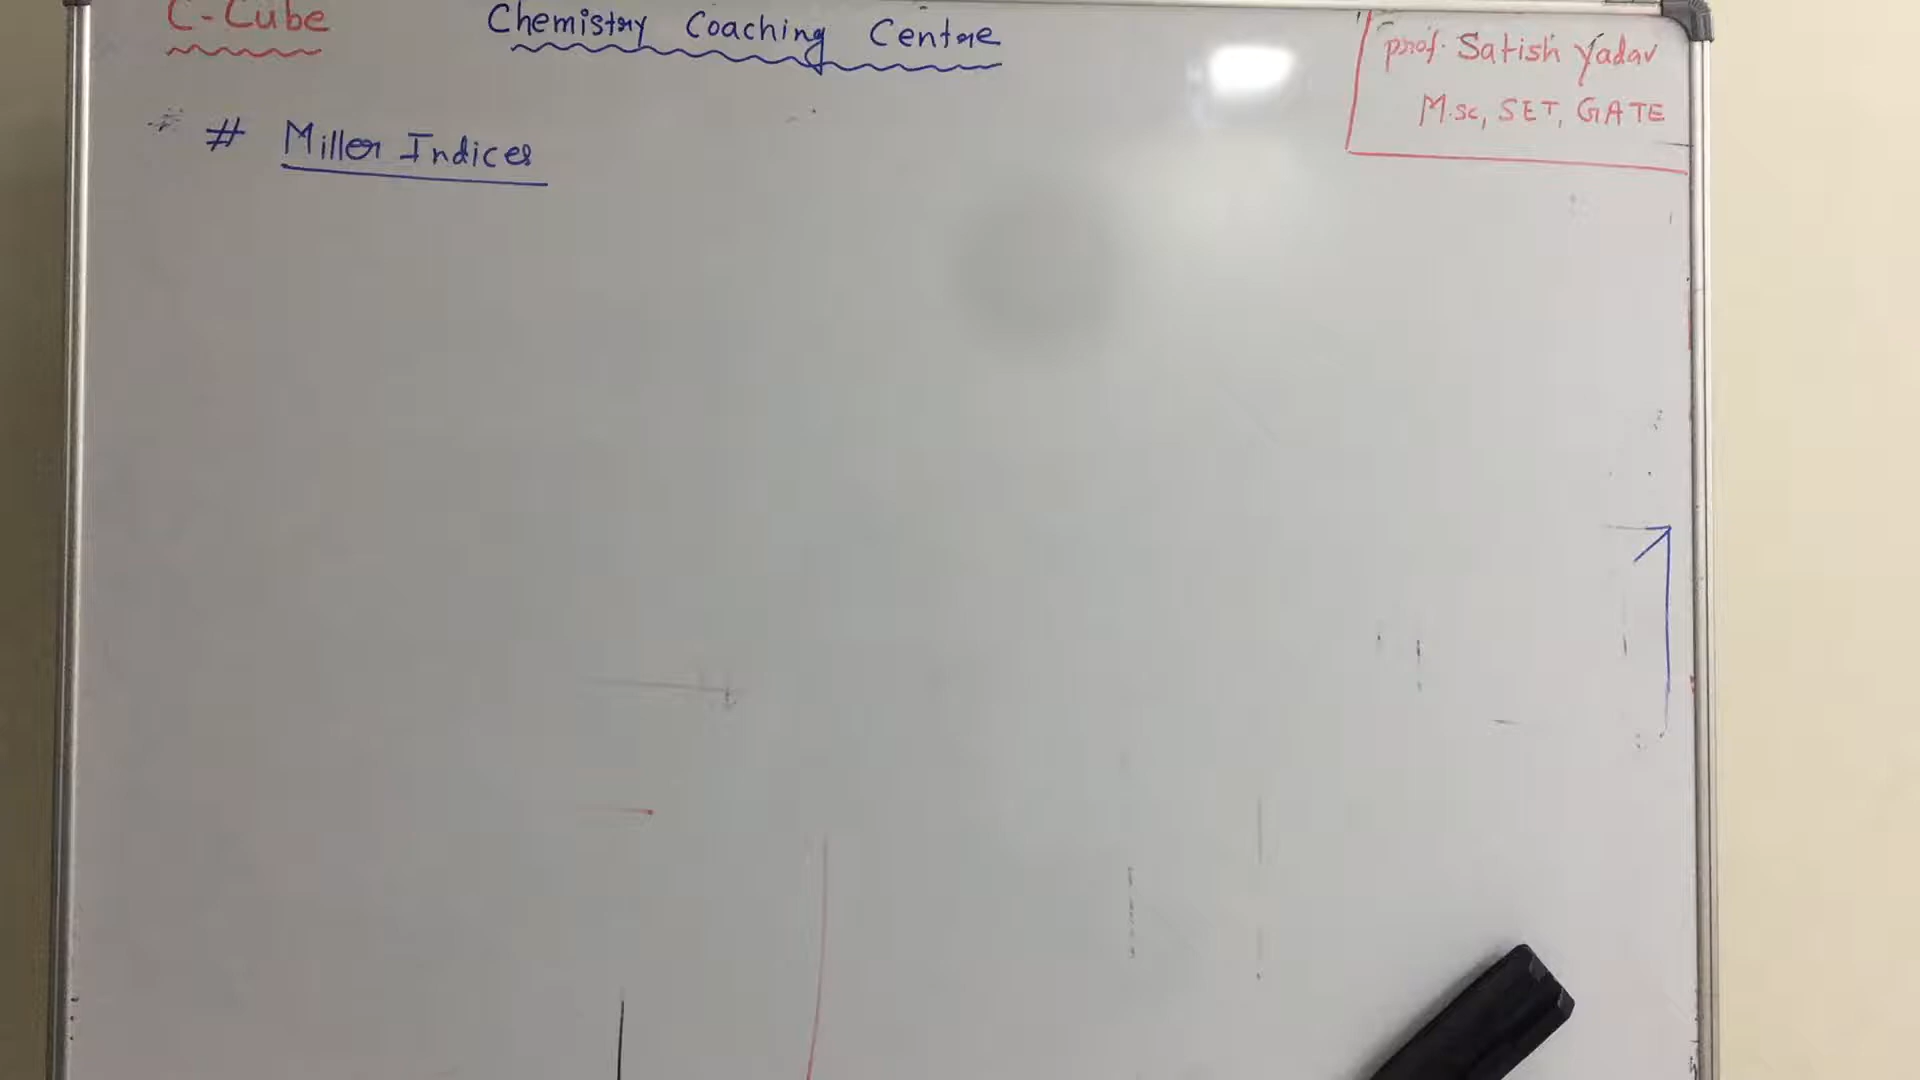 C-Cube Chemistry Coaching Centre
prof. Satish Yadav
M.sc, SET, GATE
# Miller Indices